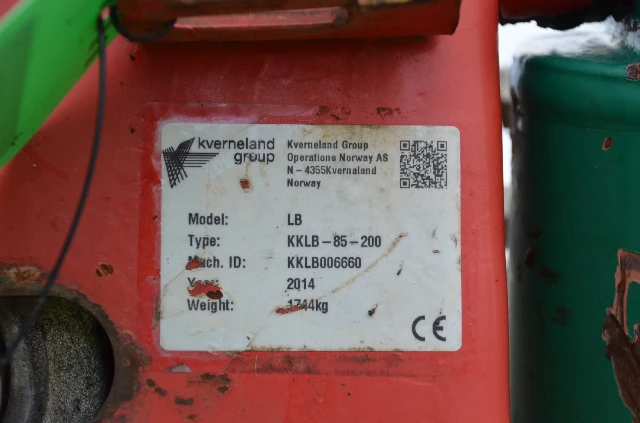 kverneland
group
Kverneland Group
Operations Norway AS
N-4355Kvernaland
Norway
Model: LB
Type: KKLB-85-200
Mach. ID: KKLB006660
Year: 2014
Weight: 1744kg
CE